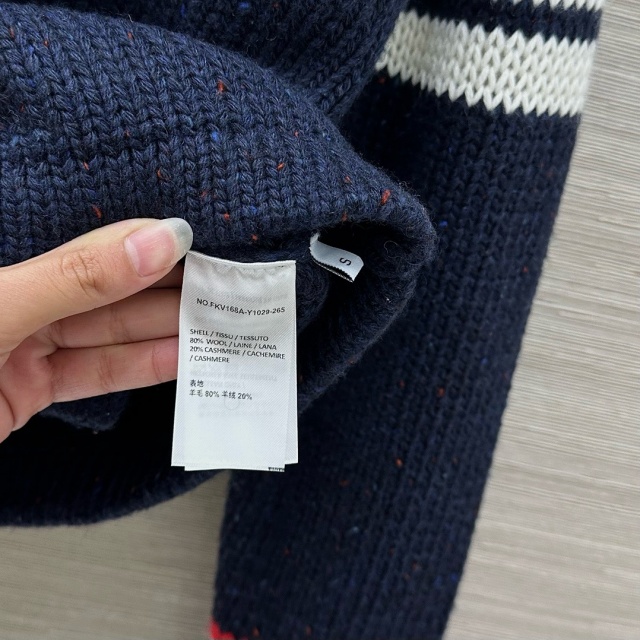 NO.FKV168A-Y1029-265
SHELL / TISSU / TESSUTO
80% WOOL / LAINE / LANA
20% CASHMERE / CACHEMIRE
/ CASHMERE
表地
羊毛 80% 羊绒 20%
S